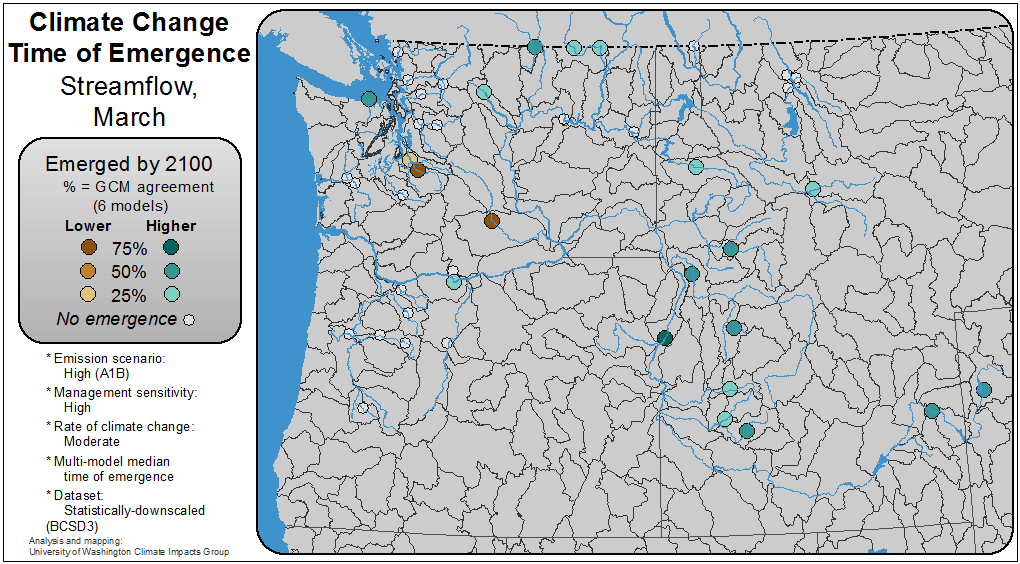 Climate Change
Time of Emergence
Streamflow,
March
Emerged by 2100
% = GCM agreement
(6 models)
Lower Higher
75%
50%
25%
No emergence
* Emission scenario:
High (A1B)
* Management sensitivity:
High
* Rate of climate change:
Moderate
* Multi-model median
time of emergence
* Dataset:
Statistically-downscaled
(BCSD3)
Analysis and mapping:
University of Washington Climate Impacts Group